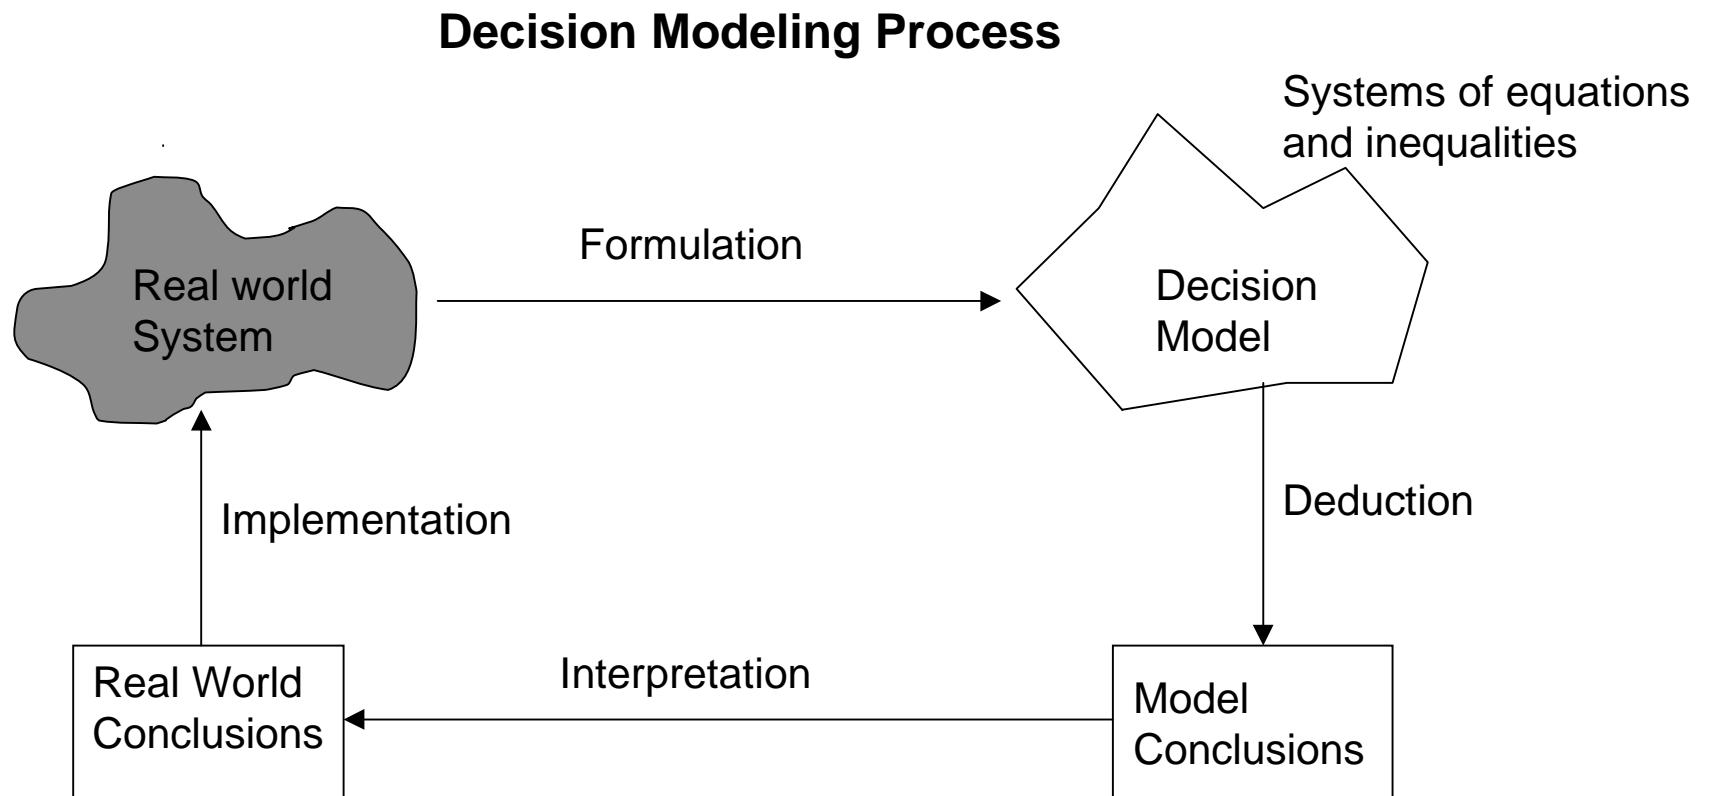 Decision Modeling Process
Systems of equations
and inequalities
Formulation
Real world
System
Decision
Model
Deduction
Implementation
Interpretation
Real World
Conclusions
Model
Conclusions